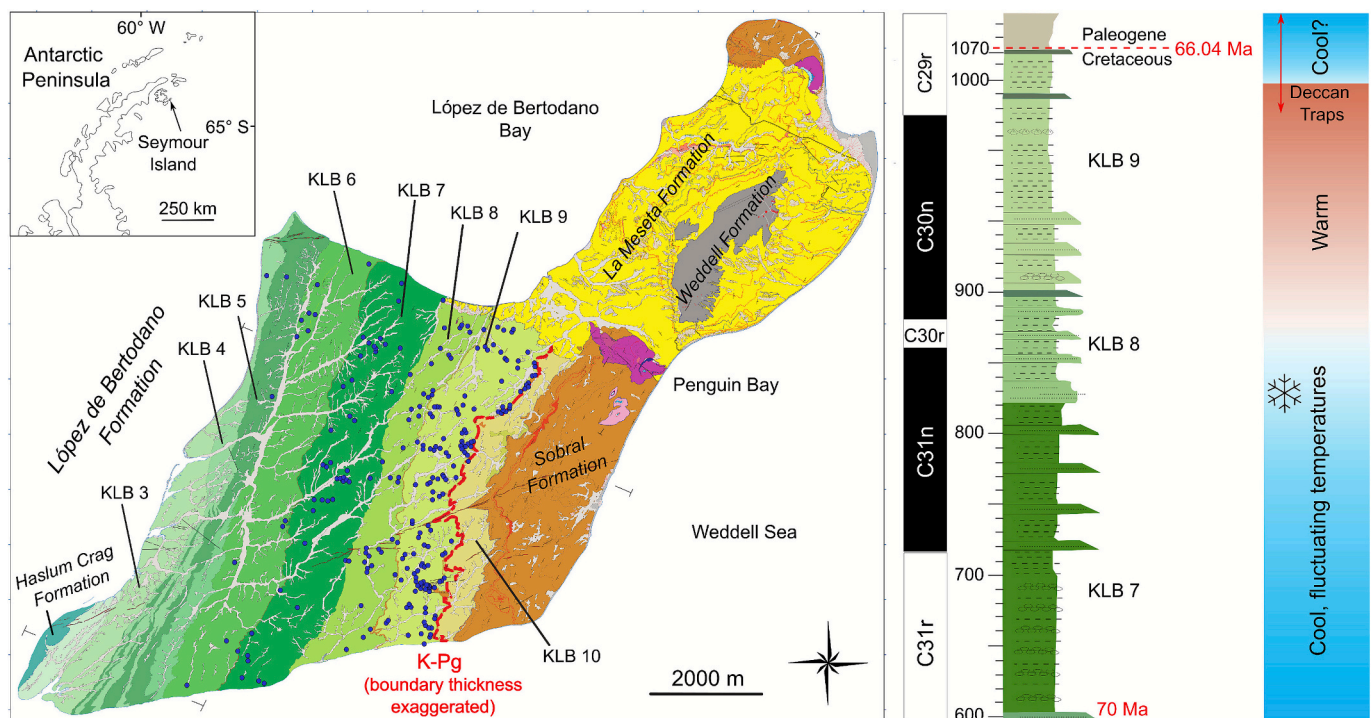 60° W
Antarctic
Peninsula
Seymour
Island
65° S
250 km
López de Bertodano
Bay
KLB 6
KLB 7
KLB 8
KLB 9
La Meseta Formation
Weddell Formation
KLB 5
KLB 4
López de Bertodano
Formation
KLB 3
Haslum Crag
Formation
Penguin Bay
Sobral
Formation
Weddell Sea
KLB 10
K-Pg
(boundary thickness
exagerated)
2000 m
C29r
C30n
C30r
C31n
C31r
1070
1000
900
800
700
600
Paleogene
Cretaceous
66.04 Ma
KLB 9
KLB 8
KLB 7
70 Ma
Cool?
Deccan
Traps
Warm
Cool, fluctuating temperatures